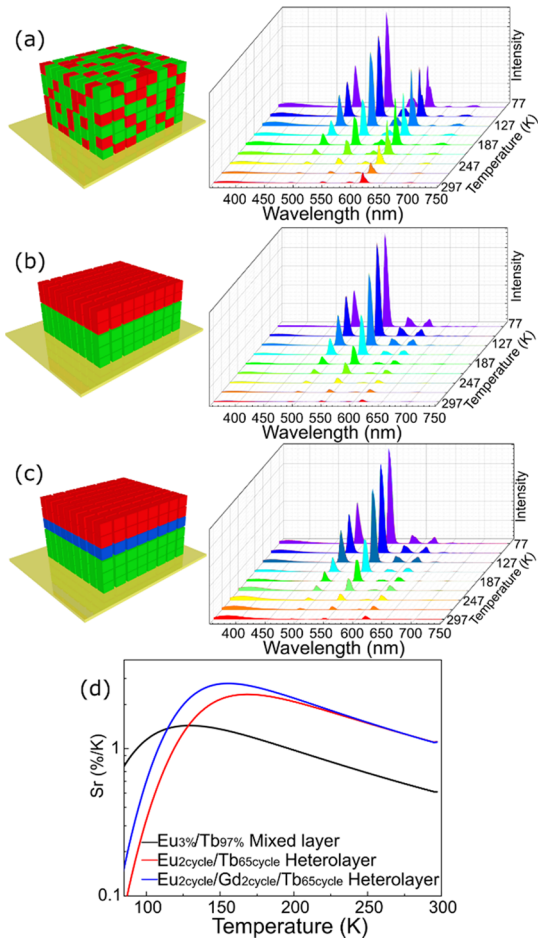 (a)
Intensity
77
127
187
247
297
Temperature (K)
400 450 500 550 600 650 700 750
Wavelength (nm)
(b)
Intensity
77
127
187
247
297
Temperature (K)
400 450 500 550 600 650 700 750
Wavelength (nm)
(c)
Intensity
77
127
187
247
297
Temperature (K)
400 450 500 550 600 650 700 750
Wavelength (nm)
(d)
Sr (%/K)
1
0.1
Eu3%/Tb97% Mixed layer
Eu2cycle/Tb65cycle Heterolayer
Eu2cycle/Gd2cycle/Tb65cycle Heterolayer
100 150 200 250 300
Temperature (K)